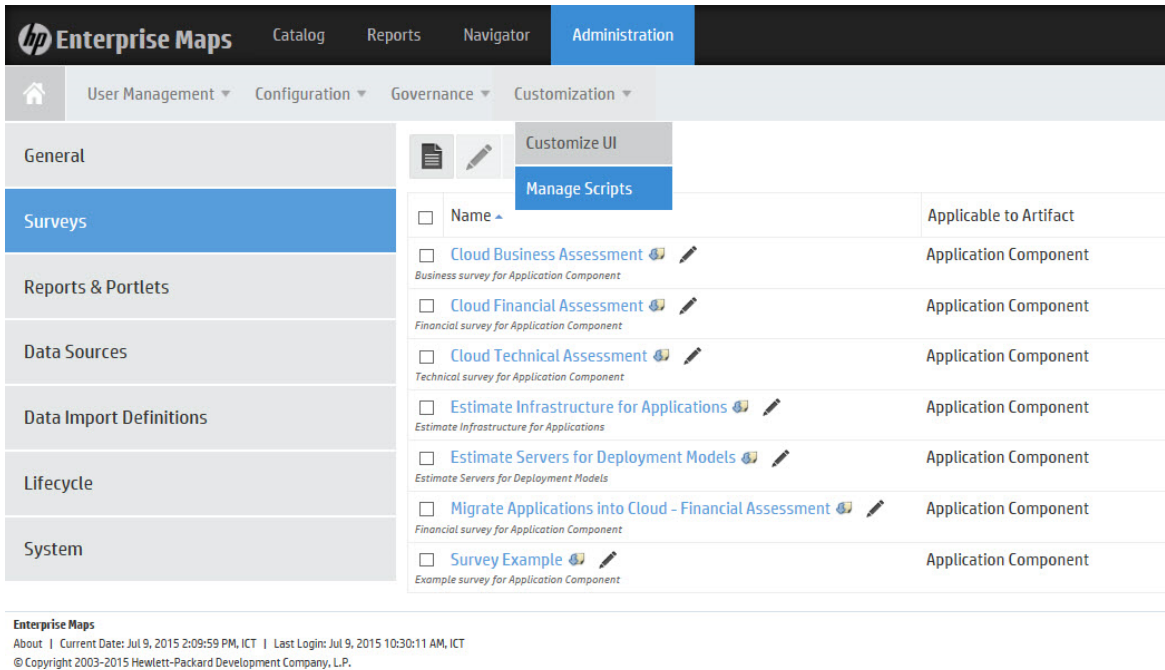 hp Enterprise Maps Catalog Reports Navigator Administration
User Management Configuration Governance Customization
Customize UI
Manage Scripts
General
Surveys
Reports & Portlets
Data Sources
Data Import Definitions
Lifecycle
System
Name Applicable to Artifact
Cloud Business Assessment Application Component
Business survey for Application Component
Cloud Financial Assessment Application Component
Financial survey for Application Component
Cloud Technical Assessment Application Component
Technical survey for Application Component
Estimate Infrastructure for Applications Application Component
Estimate Infrastructure for Applications
Estimate Servers for Deployment Models Application Component
Estimate Servers for Deployment Models
Migrate Applications into Cloud - Financial Assessment Application Component
Financial survey for Application Component
Survey Example Application Component
Example survey for Application Component
Enterprise Maps
About | Current Date: Jul 9, 2015 2:09:59 PM, ICT | Last Login: Jul 9, 2015 10:30:11 AM, ICT
© Copyright 2003-2015 Hewlett-Packard Development Company, L.P.